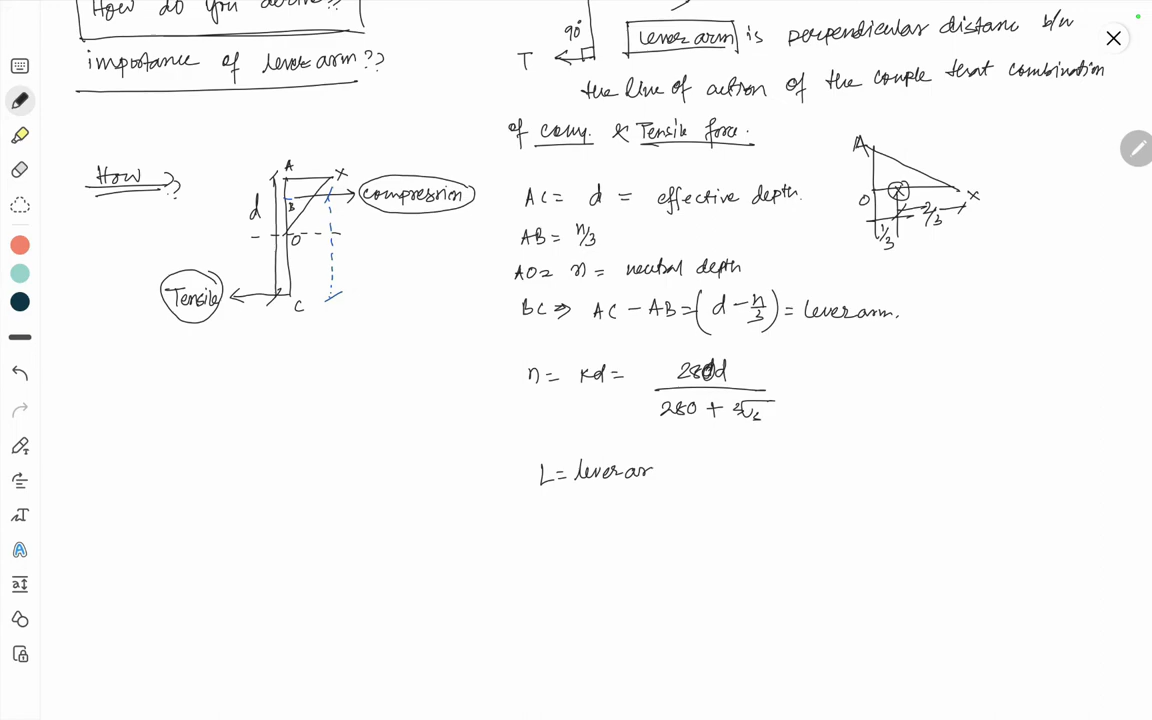 How do you derive??
importance of lever arm??
90°
T
lever arm is perpendicular distance b/w
the line of action of the couple that combination
of comp. & Tensile force.
How ??
A
X
d
B
compression
O
Tensile
C
AC = d = effective depth.
AB = n/3
AO = n = neutral depth
BC ⇒ AC - AB = (d - n/3) = lever arm.
A
O
X
X
1/3
2/3
n = kd = 280d / 280 +
L = lever ar